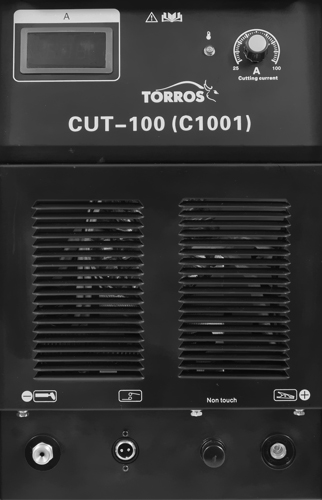 A
25
100
A
Cutting current
TORROS
CUT–100 (C1001)
Non touch